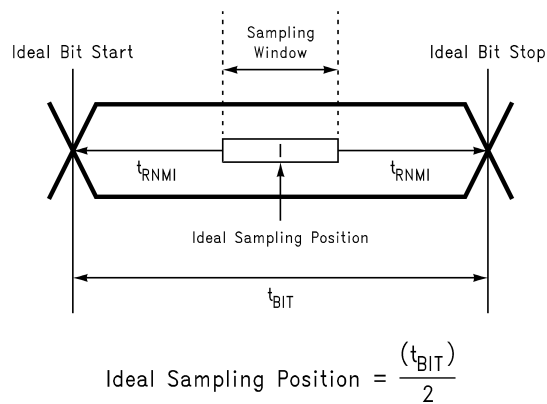 Sampling
Window
Ideal Bit Start
Ideal Bit Stop
tRNMI
tRNMI
Ideal Sampling Position
tBIT
Ideal Sampling Position = (tBIT)
2